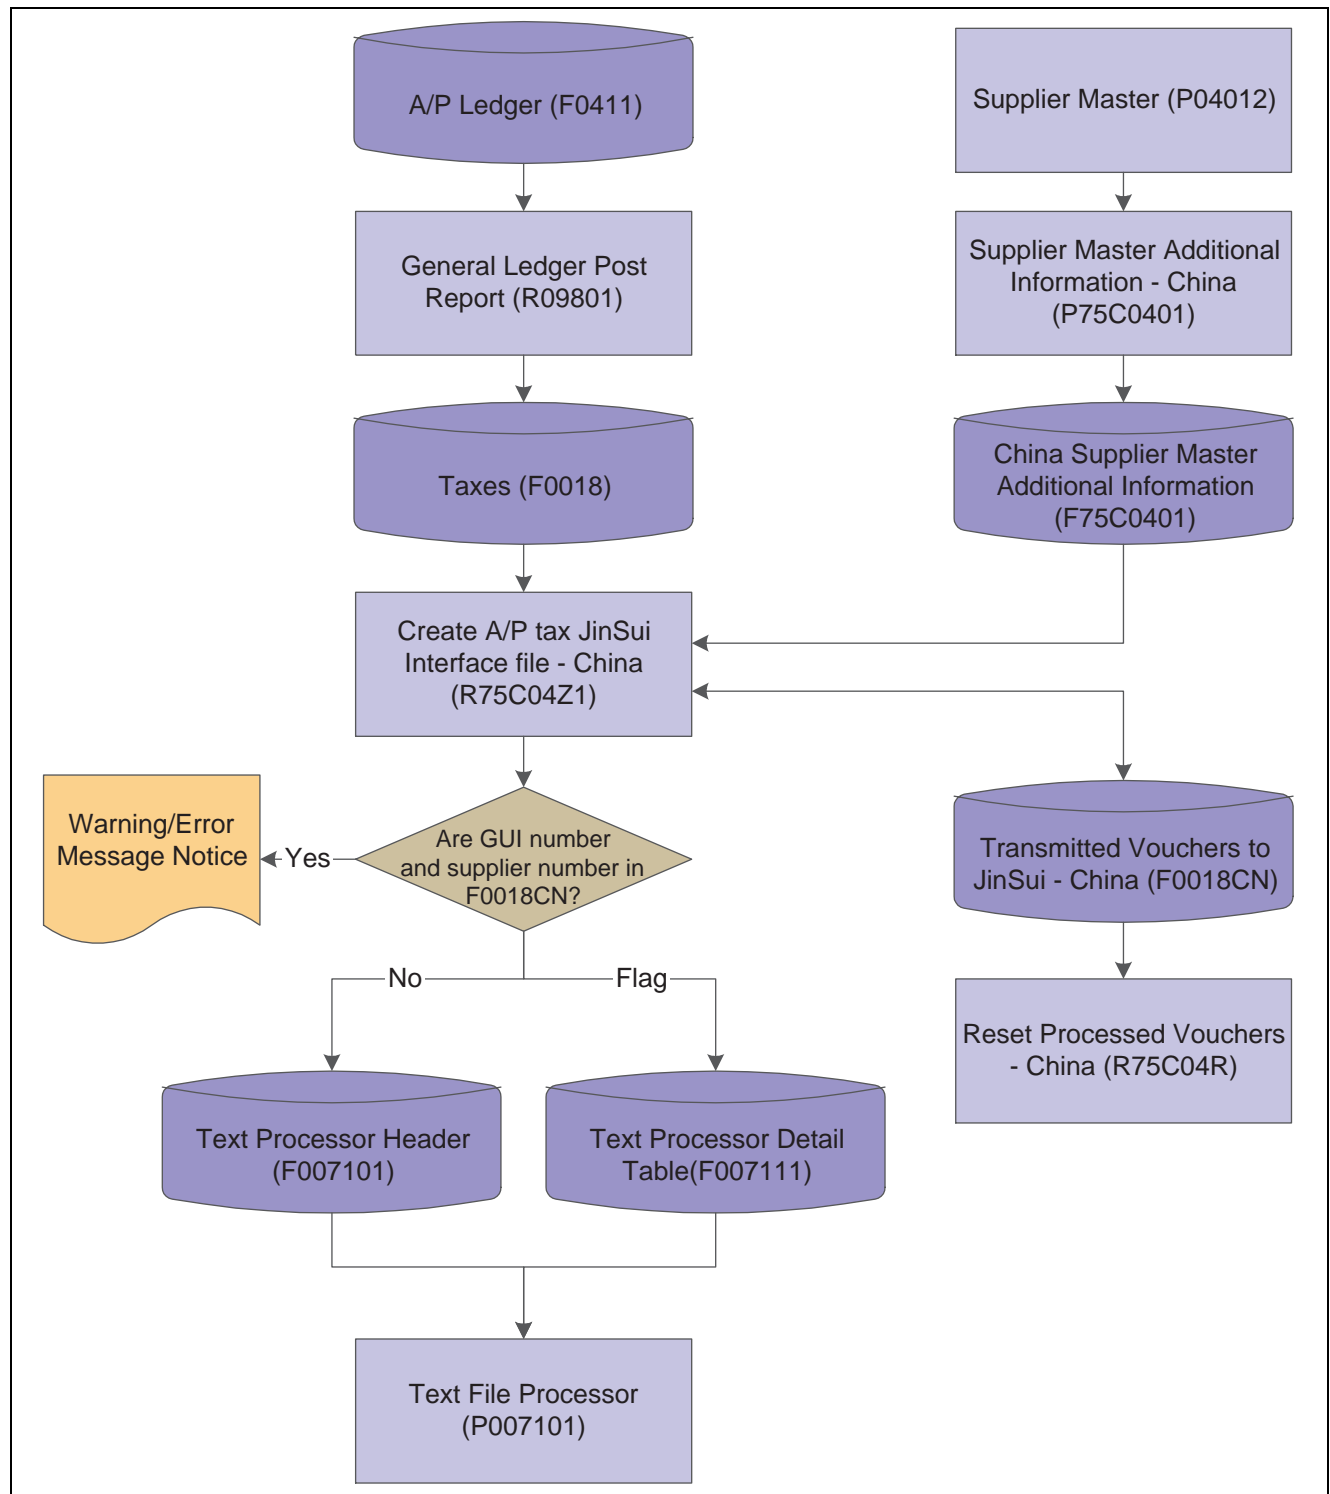 A/P Ledger (F0411)
Supplier Master (P04012)
General Ledger Post
Report (R09801)
Supplier Master Additional
Information - China
(P75C0401)
Taxes (F0018)
China Supplier Master
Additional Information
(F75C0401)
Create A/P tax JinSui
Interface file - China
(R75C04Z1)
Warning/Error
Message Notice
Yes
Are GUI number
and supplier number in
F0018CN?
Transmitted Vouchers to
JinSui - China (F0018CN)
No
Flag
Reset Processed Vouchers
- China (R75C04R)
Text Processor Header
(F007101)
Text Processor Detail
Table(F007111)
Text File Processor
(P007101)